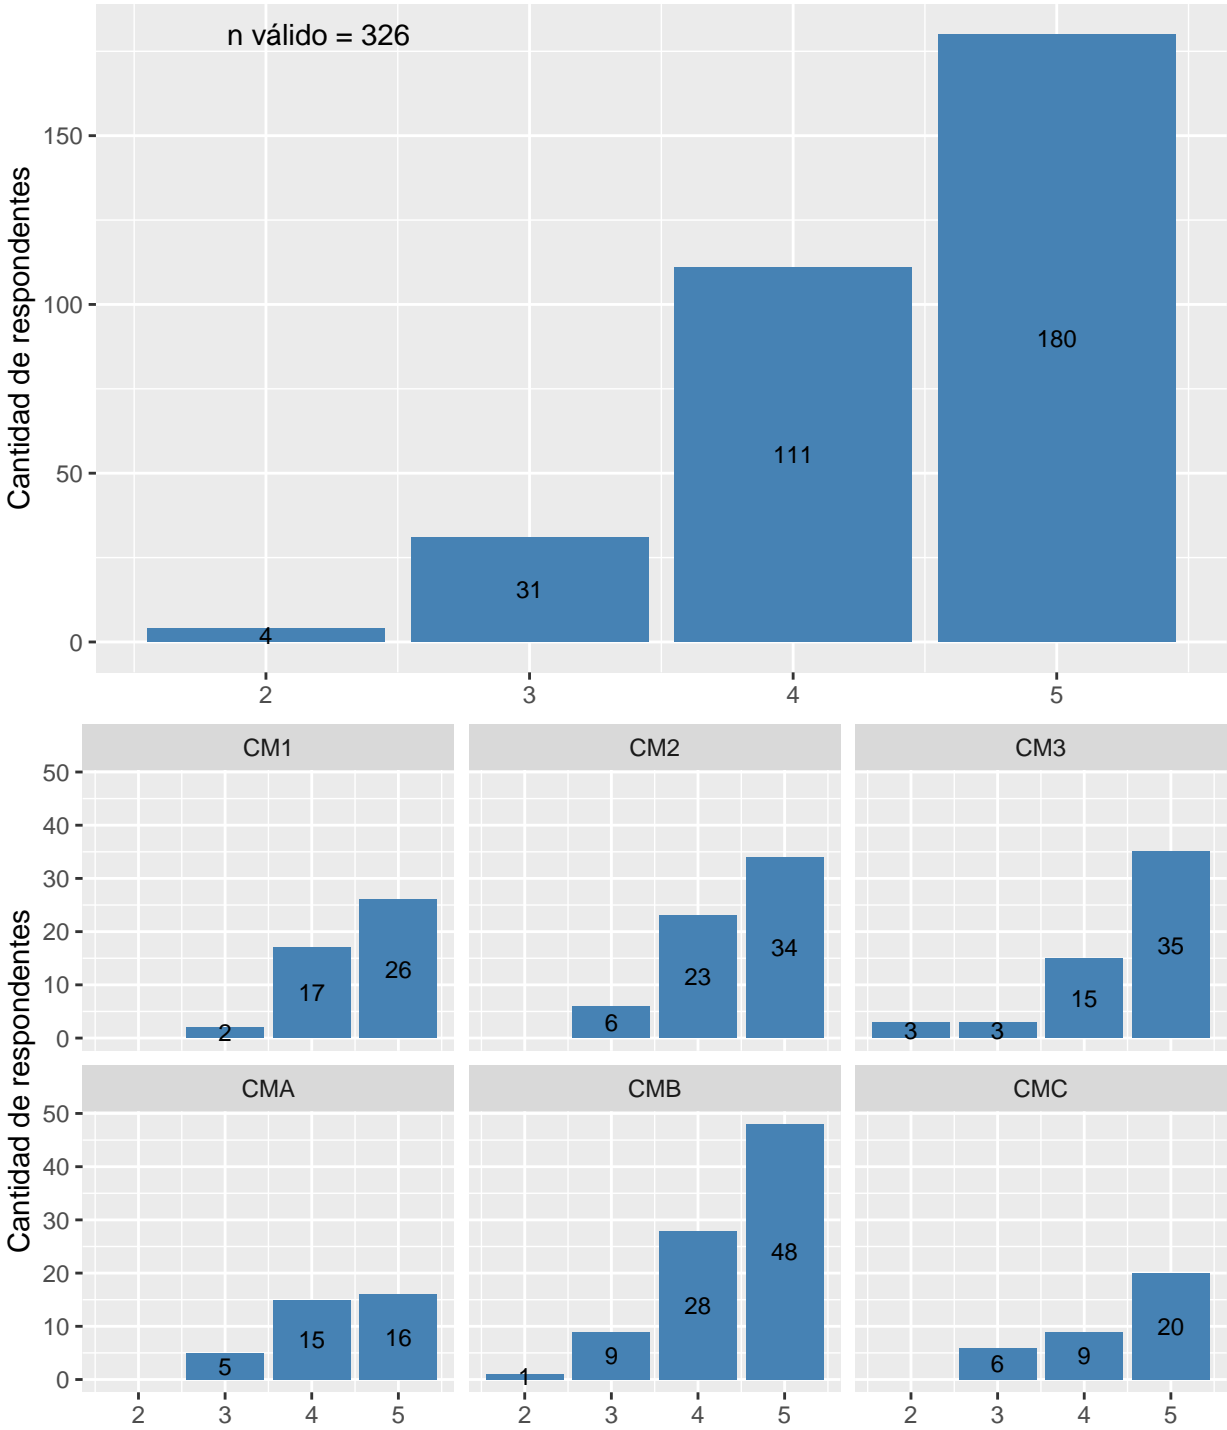 n válido = 326
Cantidad de respondentes
150
100
50
0
180
111
31
4
2 3 4 5
Cantidad de respondentes
CM1 CM2 CM3
50
40
30
20
10
0
2 17 26
6 23 34
3 3 15 35
CMA CMB CMC
50
40
30
20
10
0
5 15 16
1 9 28 48
6 9 20
2 3 4 5 2 3 4 5 2 3 4 5